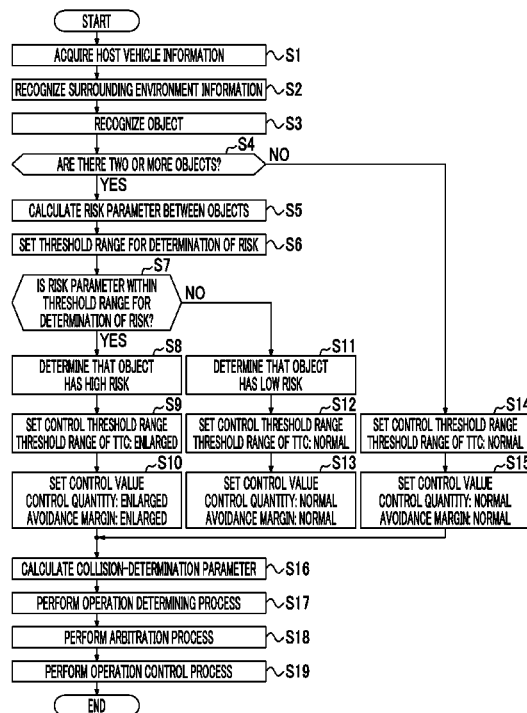 START
ACQUIRE HOST VEHICLE INFORMATION
S1
RECOGNIZE SURROUNDING ENVIRONMENT INFORMATION
S2
RECOGNIZE OBJECT
S3
S4
ARE THERE TWO OR MORE OBJECTS?
NO
YES
CALCULATE RISK PARAMETER BETWEEN OBJECTS
S5
SET THRESHOLD RANGE FOR DETERMINATION OF RISK
S6
S7
IS RISK PARAMETER WITHIN
THRESHOLD RANGE FOR
DETERMINATION OF RISK?
NO
YES
S8
DETERMINE THAT OBJECT
HAS HIGH RISK
S11
DETERMINE THAT OBJECT
HAS LOW RISK
S9
SET CONTROL THRESHOLD RANGE
THRESHOLD RANGE OF TTC: ENLARGED
S12
SET CONTROL THRESHOLD RANGE
THRESHOLD RANGE OF TTC: NORMAL
S14
SET CONTROL THRESHOLD RANGE
THRESHOLD RANGE OF TTC: NORMAL
S10
SET CONTROL VALUE
CONTROL QUANTITY: ENLARGED
AVOIDANCE MARGIN: ENLARGED
S13
SET CONTROL VALUE
CONTROL QUANTITY: NORMAL
AVOIDANCE MARGIN: NORMAL
S15
SET CONTROL VALUE
CONTROL QUANTITY: NORMAL
AVOIDANCE MARGIN: NORMAL
CALCULATE COLLISION-DETERMINATION PARAMETER
S16
PERFORM OPERATION DETERMINING PROCESS
S17
PERFORM ARBITRATION PROCESS
S18
PERFORM OPERATION CONTROL PROCESS
S19
END